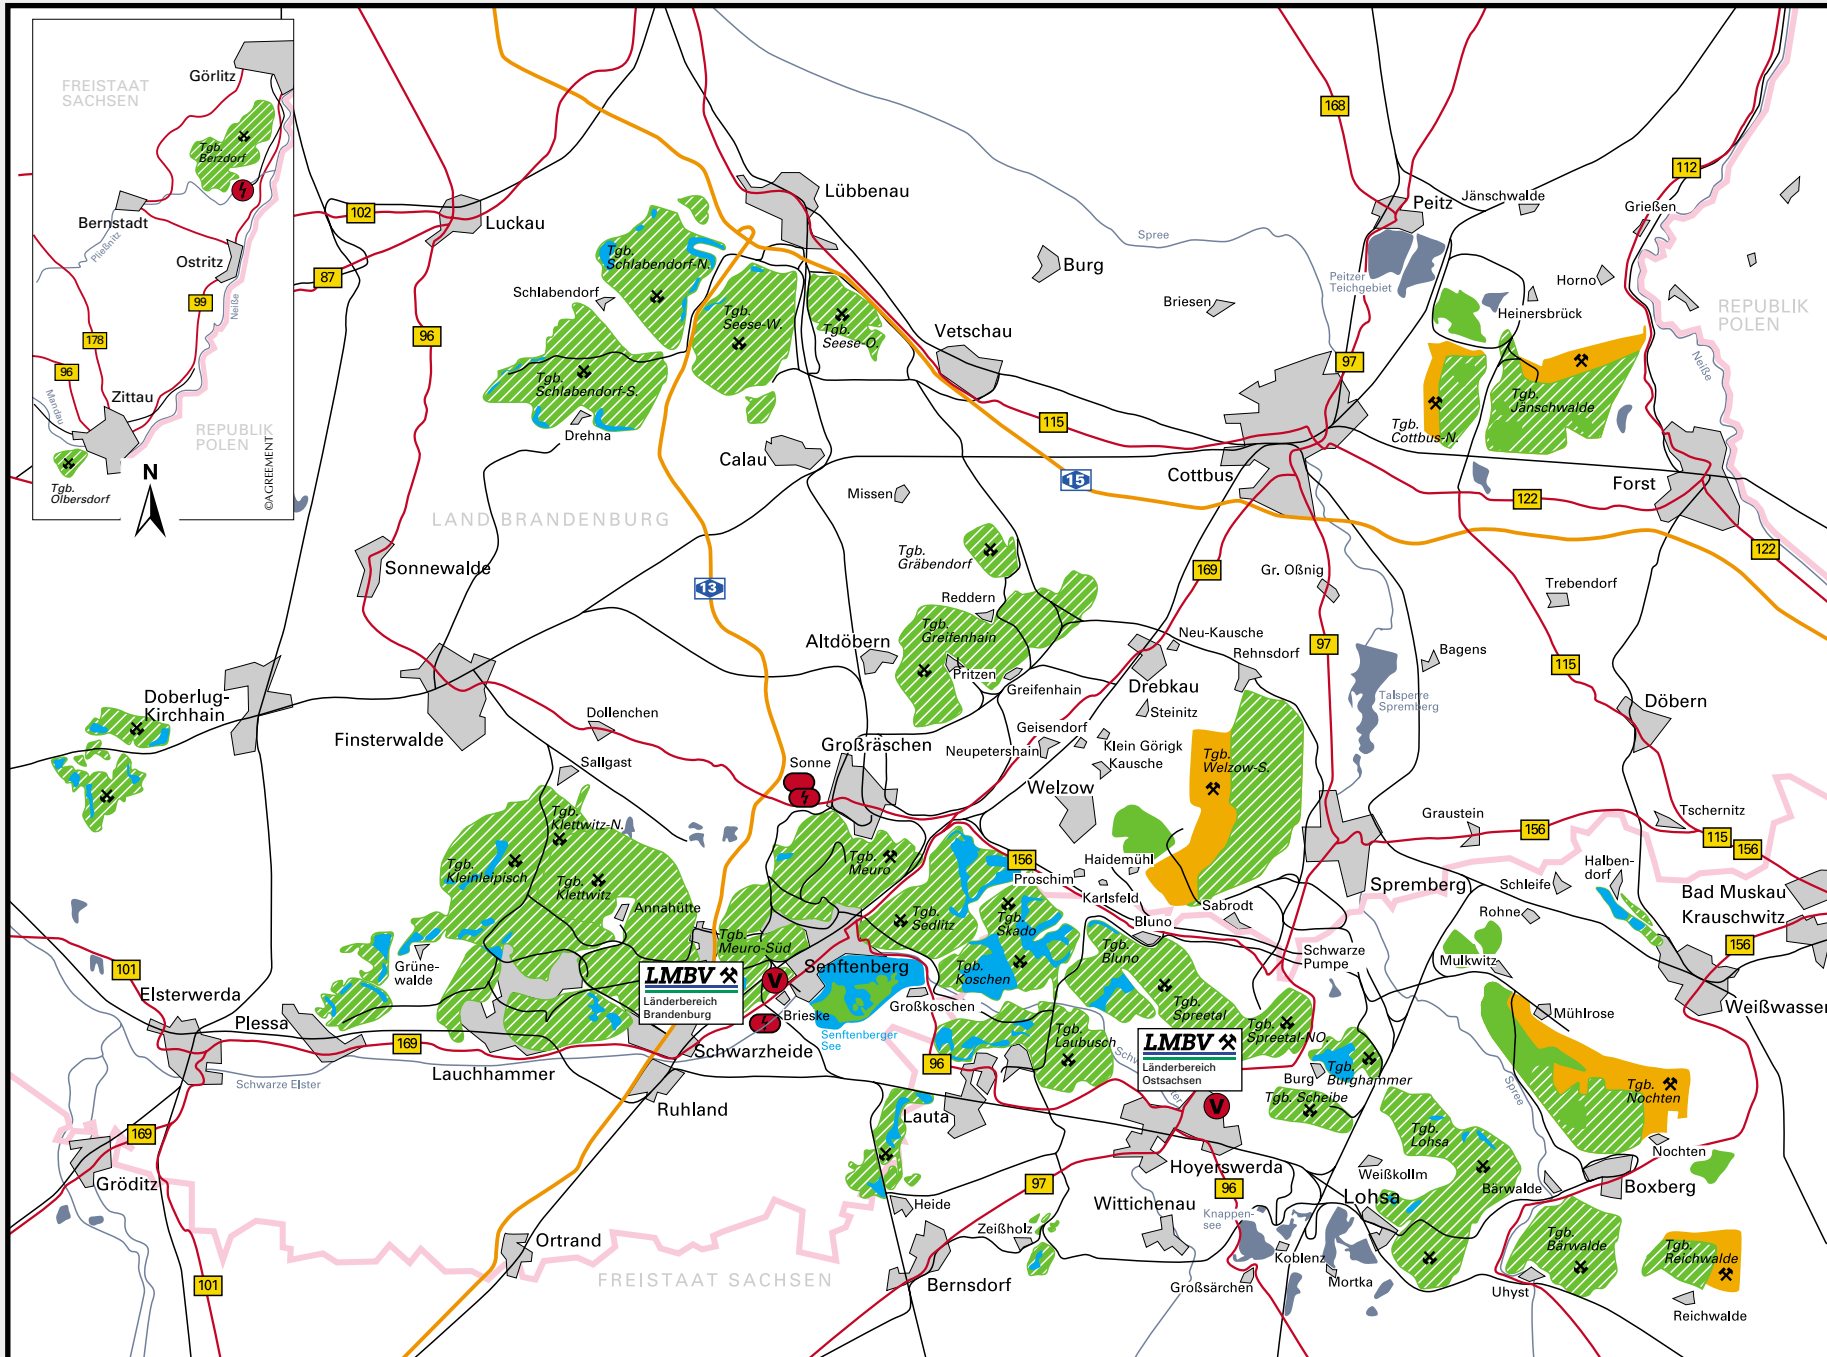 FREISTAAT
SACHSEN
Görlitz
Tgb.
Berzdorf
Bernstadt
Pließnitz
Ostritz
99
Neiße
178
96
Mandau
Zittau
REPUBLIK
POLEN
Tgb.
Olbersdorf
©AGREEMENT
N
102
87
Luckau
96
Lübbenau
Tgb.
Schlabendorf-N.
Schlabendorf
Tgb.
Seese-W.
Tgb.
Seese-O.
Tgb.
Schlabendorf-S.
Drehna
Vetschau
Calau
Missen
115
15
Burg
Spree
Briesen
168
Peitz
Jänschwalde
112
Grießen
Peitzer
Teichgebiet
Horno
Heinersbrück
REPUBLIK
POLEN
Neiße
97
Tgb.
Cottbus-N.
Tgb.
Jänschwalde
Cottbus
Forst
122
122
LAND BRANDENBURG
Sonnewalde
13
Tgb.
Gräbendorf
Reddern
Tgb.
Greifenhain
Altdöbern
Pritzen
Greifenhain
169
Gr. Oßnig
Trebendorf
Neu-Kausche
Rehnsdorf
97
Bagens
115
Drebkau
Steinitz
Talsperre
Spremberg
Döbern
Doberlug-
Kirchhain
Finsterwalde
Dollenchen
Sallgast
Großräschen
Sonne
Geisendorf
Neupetershain
Klein Görigk
Kausche
Welzow
Tgb.
Welzow-S.
Graustein
156
Tschernitz
115
156
Tgb.
Klettwitz-N.
Tgb.
Kleinleipisch
Tgb.
Klettwitz
Annahütte
Tgb.
Meuro
156
Proschim
Haidemühl
Karlsfeld
Bluno
Sabrodt
Spremberg
Schleife
Halben-
dorf
Rohne
Bad Muskau
Krauschwitz
156
Tgb.
Sedlitz
Tgb.
Skado
Tgb.
Meuro-Süd
Tgb.
Koschen
Tgb.
Bluno
Tgb.
Spreetal
Schwarze
Pumpe
Mulkwitz
Mühlrose
Weißwasser
101
Elsterwerda
Plessa
Grüne-
walde
LMBV
Länderbereich
Brandenburg
V
Senftenberg
Brieske
Senftenberger
See
Großkoschen
Tgb.
Laubusch
LMBV
Länderbereich
Ostsachsen
Tgb.
Spreetal-NO.
Burg
Tgb.
Burghammer
Tgb. Scheibe
169
Lauchhammer
Schwarzheide
Schwarze Elster
Ruhland
96
Lauta
V
Hoyerswerda
Spree
Tgb.
Nochten
Nochten
Tgb.
Lohsa
169
Gröditz
97
Heide
Zeißholz
Wittichenau
96
Knappen-
see
Weißkollm
Lohsa
Bärwalde
Boxberg
Tgb.
Bärwalde
Tgb.
Reichwalde
101
Ortrand
FREISTAAT SACHSEN
Bernsdorf
Koblenz
Großsärchen
Mortka
Uhyst
Reichwalde